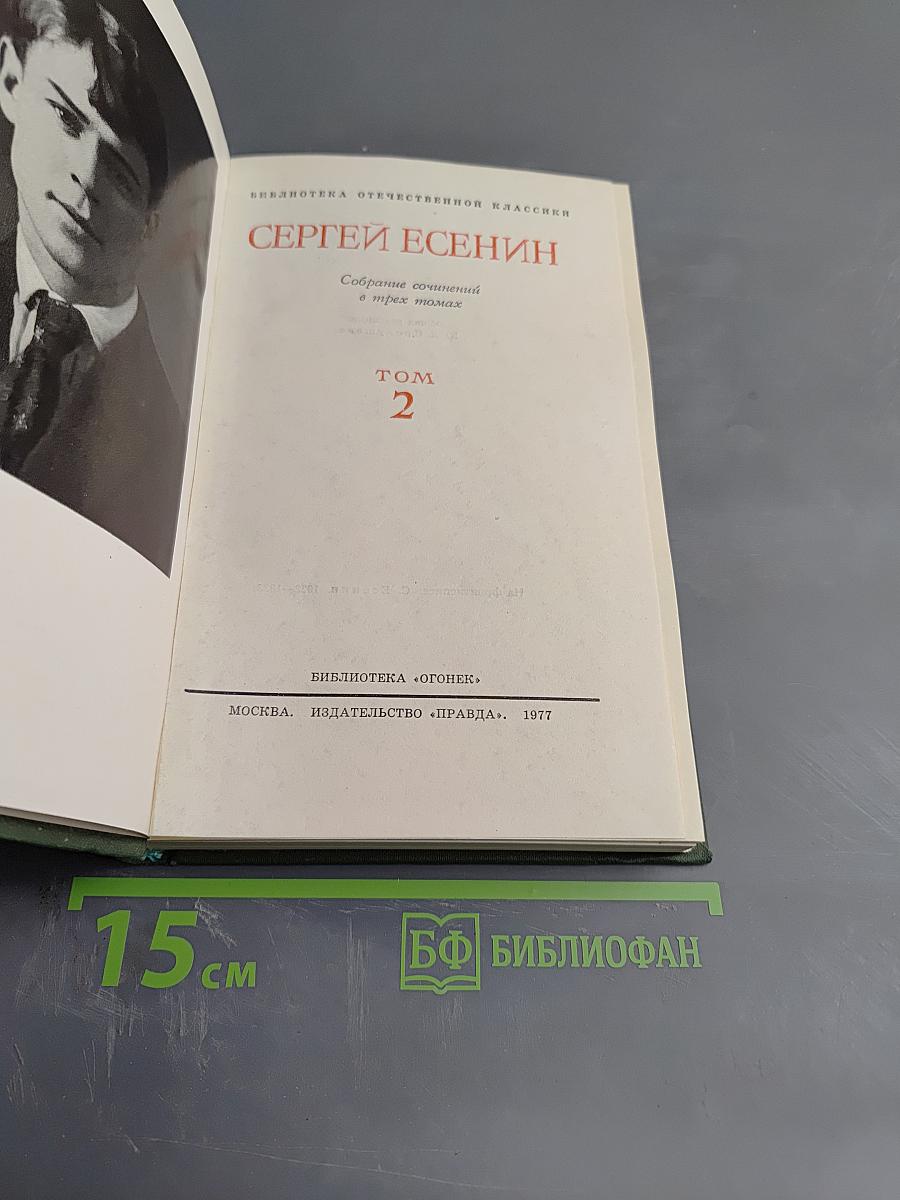 БИБЛИОТЕКА ОТЕЧЕСТВЕННОЙ КЛАССИКИ
СЕРГЕЙ ЕСЕНИН
Собрание сочинений
в трех томах
ТОМ
2
БИБЛИОТЕКА «ОГОНЕК»
МОСКВА. ИЗДАТЕЛЬСТВО «ПРАВДА». 1977
15 см
БФ БИБЛИОФАН